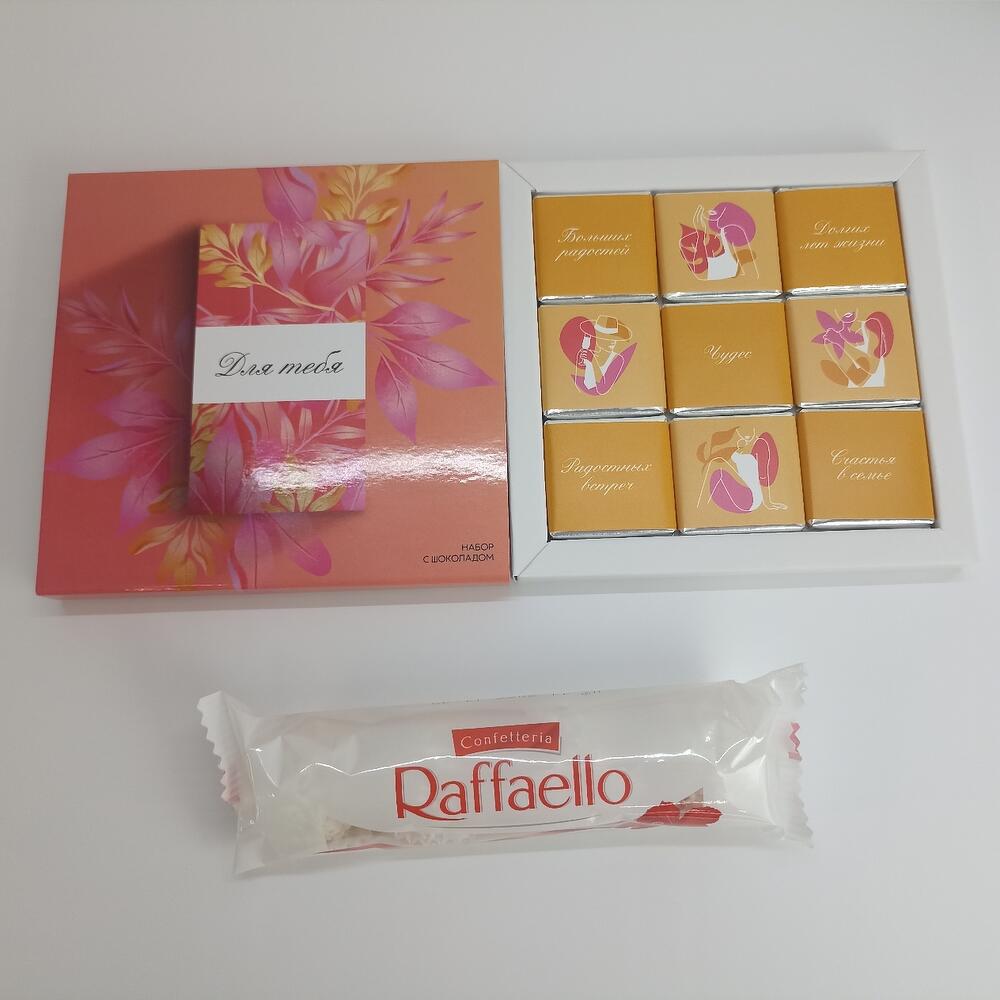 Для тебя
НАБОР
С ШОКОЛАДОМ
Больших
радостей
Долгих
лет жизни
Чудес
Радостных
встреч
Счастья
в семье
Confetteria
Raffaello